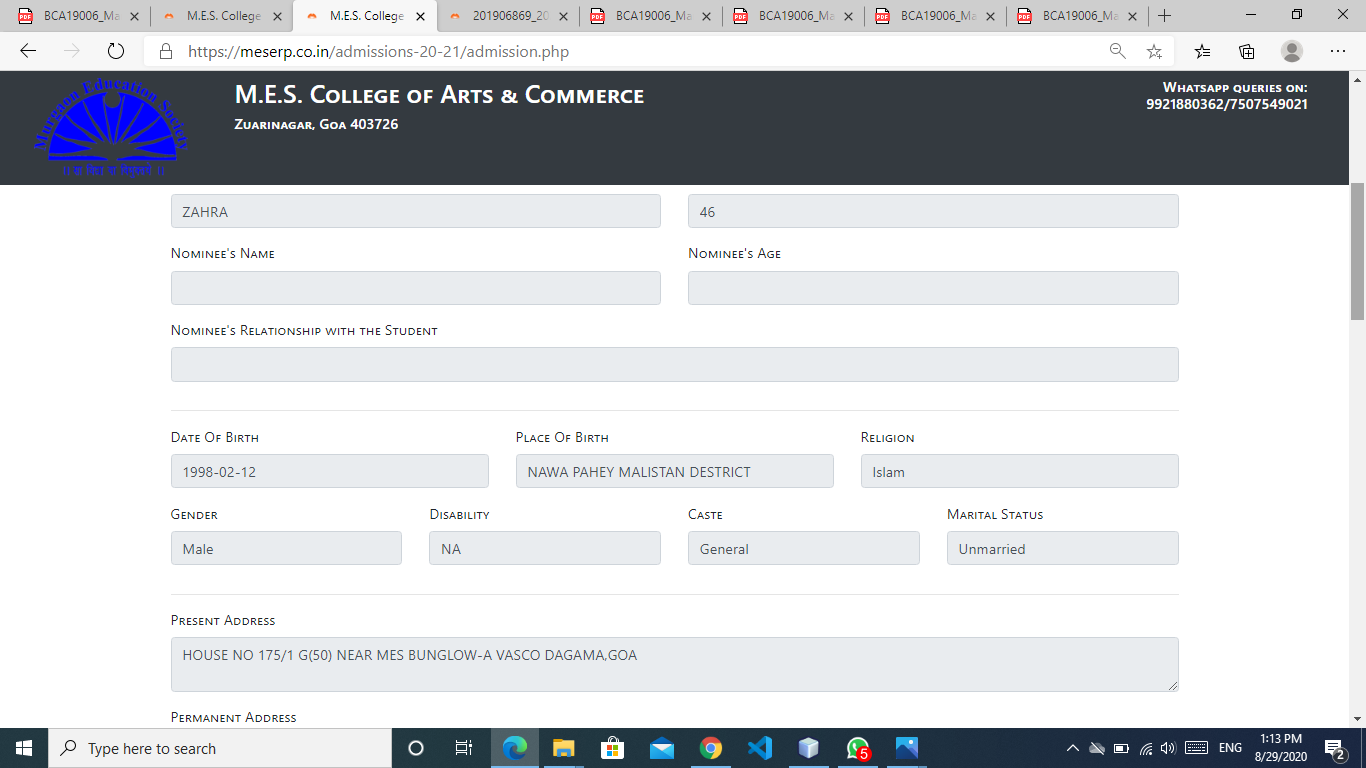 BCA19006_Ma
M.E.S. College
M.E.S. College
201906869_20
BCA19006_Ma
BCA19006_Ma
BCA19006_Ma
BCA19006_Ma
https://meserp.co.in/admissions-20-21/admission.php
Murgaon Education Society
M.E.S. College of Arts & Commerce
Zuarinagar, Goa 403726
Whatsapp queries on:
9921880362/7507549021
ZAHRA 46
Nominee's Name Nominee's Age
Nominee's Relationship with the Student
Date Of Birth Place Of Birth Religion
1998-02-12 NAWA PAHEY MALISTAN DESTRICT Islam
Gender Disability Caste Marital Status
Male NA General Unmarried
Present Address
HOUSE NO 175/1 G(50) NEAR MES BUNGLOW-A VASCO DAGAMA,GOA
Permanent Address
Type here to search
5
ENG
1:13 PM
8/29/2020
2